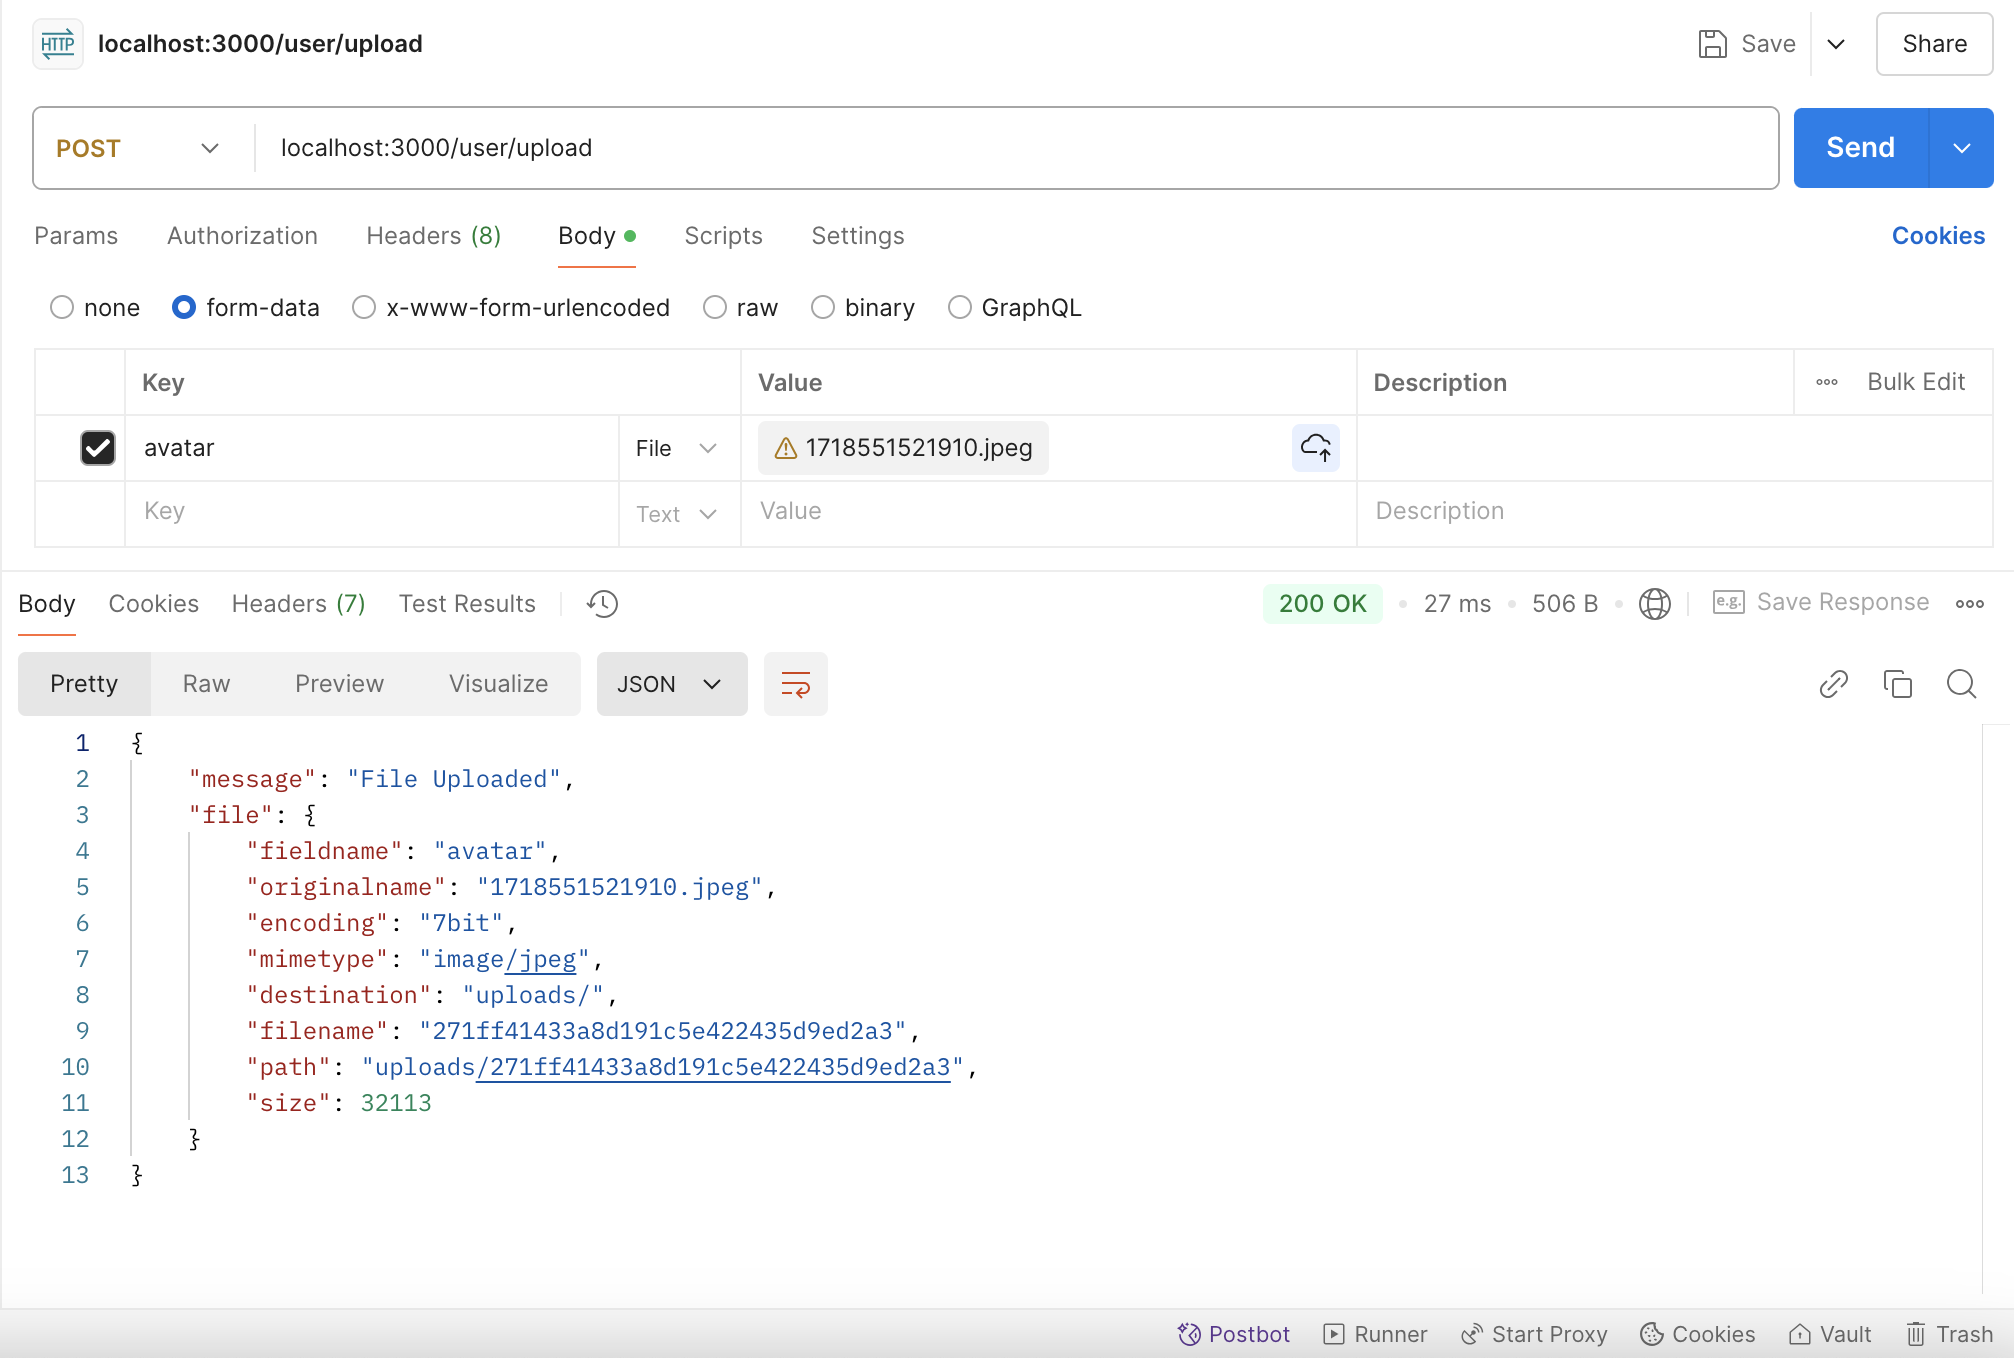 HTTP localhost:3000/user/upload Save Share
POST localhost:3000/user/upload Send
Params Authorization Headers (8) Body Scripts Settings Cookies
none form-data x-www-form-urlencoded raw binary GraphQL
Key Value Description Bulk Edit
avatar File 1718551521910.jpeg
Key Text Value Description
Body Cookies Headers (7) Test Results 200 OK 27 ms 506 B e.g. Save Response
Pretty Raw Preview Visualize JSON
1 {
2 "message": "File Uploaded",
3 "file": {
4 "fieldname": "avatar",
5 "originalname": "1718551521910.jpeg",
6 "encoding": "7bit",
7 "mimetype": "image/jpeg",
8 "destination": "uploads/",
9 "filename": "271ff41433a8d191c5e422435d9ed2a3",
10 "path": "uploads/271ff41433a8d191c5e422435d9ed2a3",
11 "size": 32113
12 }
13 }
Postbot Runner Start Proxy Cookies Vault Trash